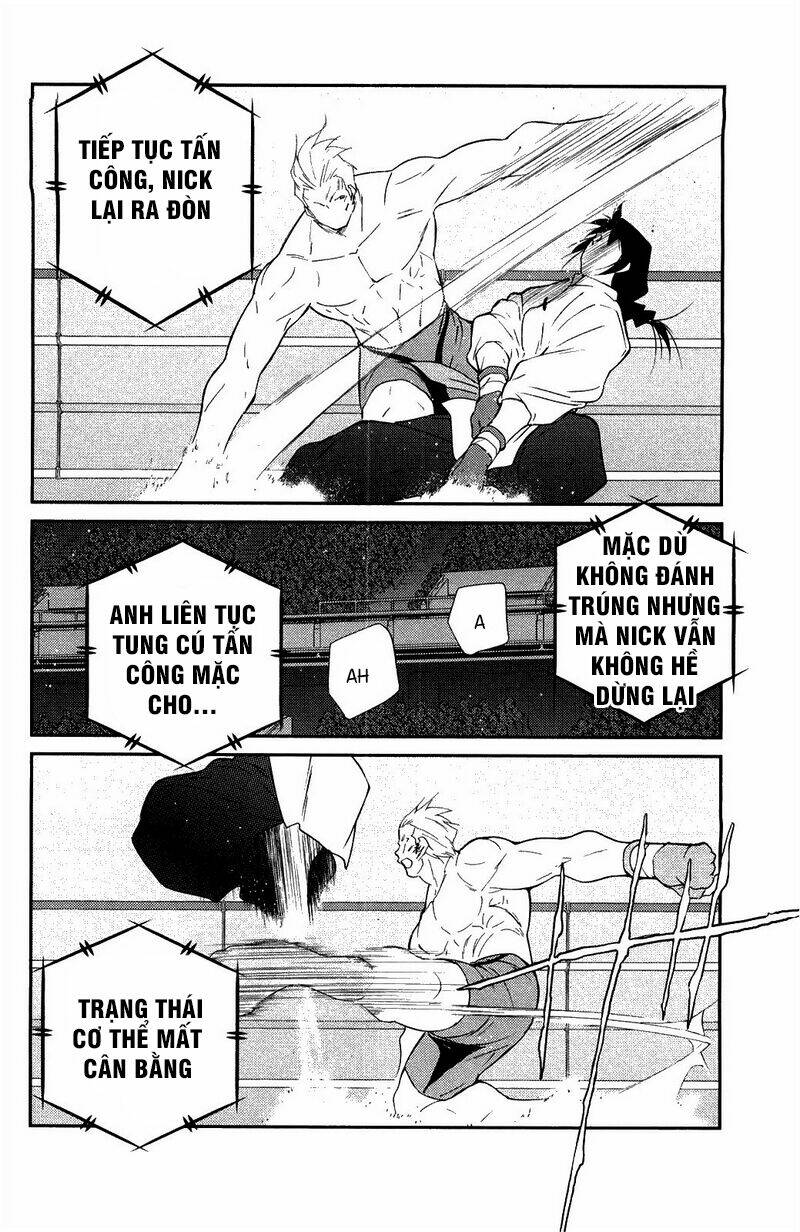 TIẾP TỤC TẤN
CÔNG, NICK
LẠI RA ĐÒN
MẶC DÙ
KHÔNG ĐÁNH
TRÚNG NHƯNG
MÀ NICK VẪN
KHÔNG HỀ
DỪNG LẠI
A
AH
ANH LIÊN TỤC
TUNG CÚ TẤN
CÔNG MẶC
CHO...
TRẠNG THÁI
CƠ THỂ MẤT
CÂN BẰNG